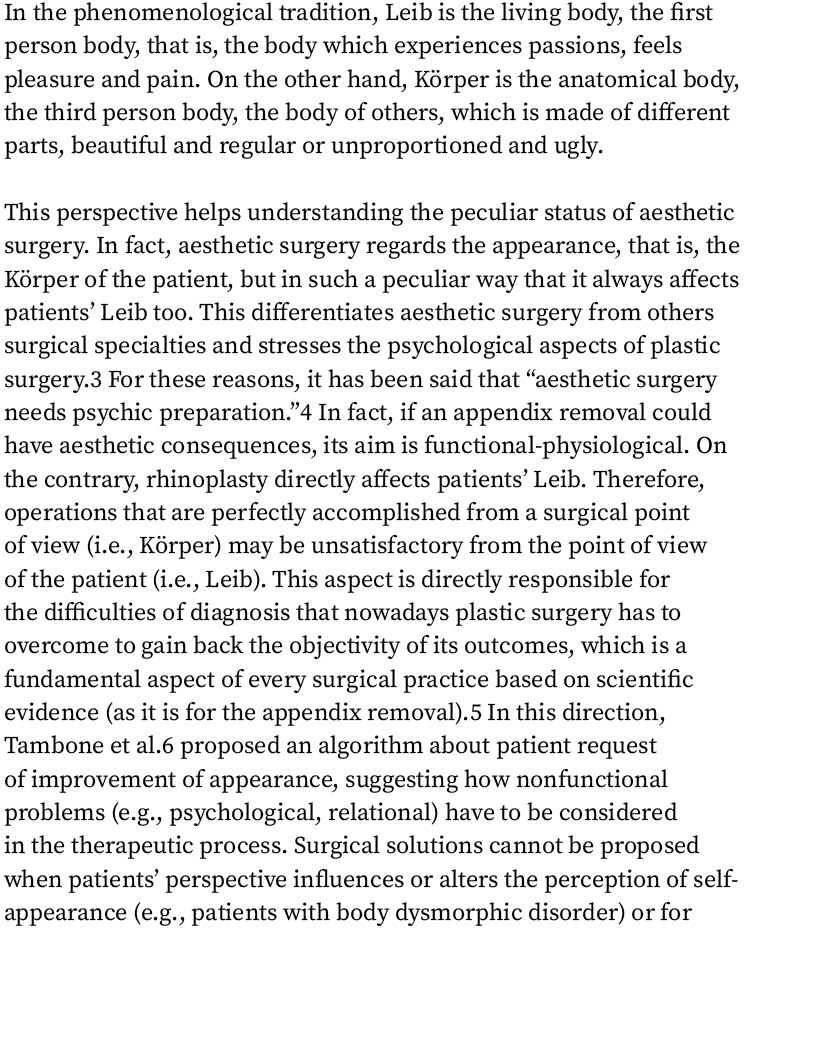 In the phenomenological tradition, Leib is the living body, the first
person body, that is, the body which experiences passions, feels
pleasure and pain. On the other hand, Körper is the anatomical body,
the third person body, the body of others, which is made of different
parts, beautiful and regular or unproportioned and ugly.

This perspective helps understanding the peculiar status of aesthetic
surgery. In fact, aesthetic surgery regards the appearance, that is, the
Körper of the patient, but in such a peculiar way that it always affects
patients’ Leib too. This differentiates aesthetic surgery from others
surgical specialties and stresses the psychological aspects of plastic
surgery.3 For these reasons, it has been said that “aesthetic surgery
needs psychic preparation.”4 In fact, if an appendix removal could
have aesthetic consequences, its aim is functional-physiological. On
the contrary, rhinoplasty directly affects patients’ Leib. Therefore,
operations that are perfectly accomplished from a surgical point
of view (i.e., Körper) may be unsatisfactory from the point of view
of the patient (i.e., Leib). This aspect is directly responsible for
the difficulties of diagnosis that nowadays plastic surgery has to
overcome to gain back the objectivity of its outcomes, which is a
fundamental aspect of every surgical practice based on scientific
evidence (as it is for the appendix removal).5 In this direction,
Tambone et al.6 proposed an algorithm about patient request
of improvement of appearance, suggesting how nonfunctional
problems (e.g., psychological, relational) have to be considered
in the therapeutic process. Surgical solutions cannot be proposed
when patients’ perspective influences or alters the perception of self-
appearance (e.g., patients with body dysmorphic disorder) or for